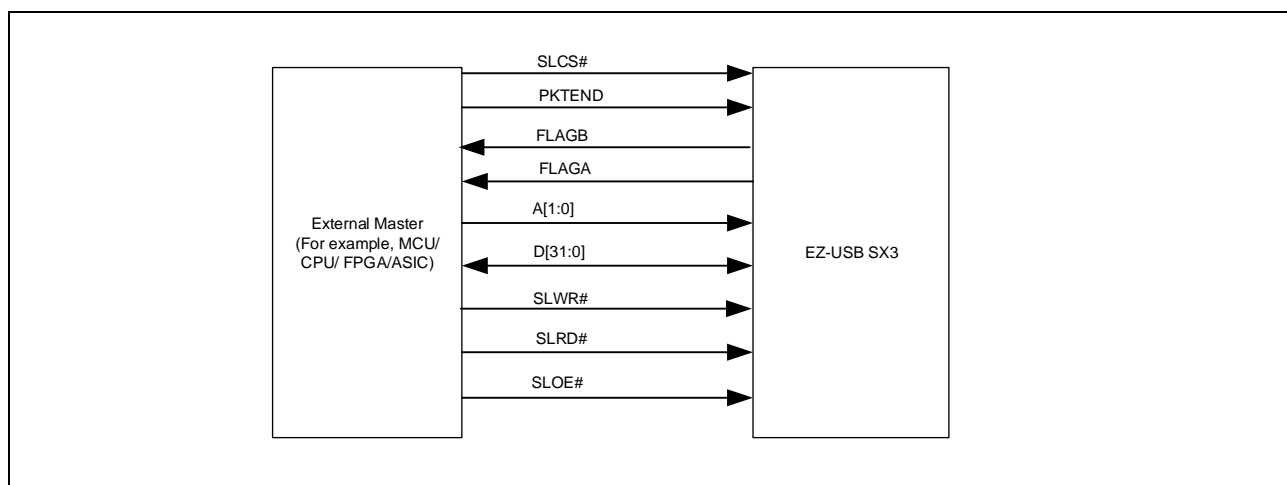 SLCS#
PKTEND
FLAGB
FLAGA
A[1:0]
External Master
(For example, MCU/
CPU/ FPGA/ASIC)
D[31:0]
EZ-USB SX3
SLWR#
SLRD#
SLOE#